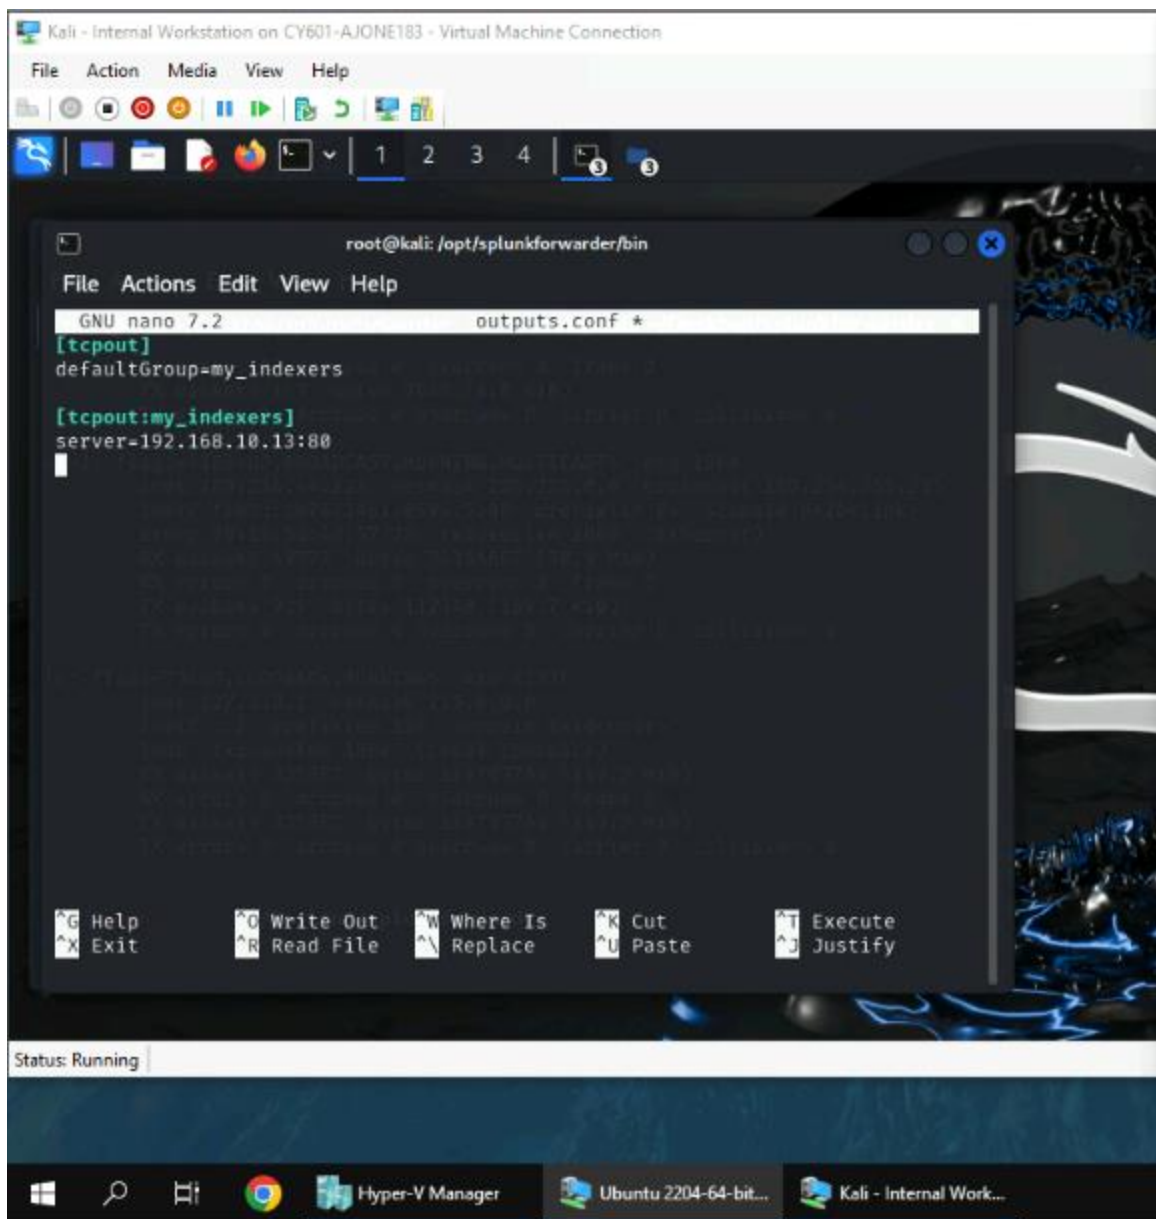 Kali - Internal Workstation on CY601-AJONE183 - Virtual Machine Connection
File Action Media View Help
1 2 3 4 3 3
root@kali: /opt/splunkforwarder/bin
File Actions Edit View Help
GNU nano 7.2 outputs.conf *
[tcpout]
defaultGroup=my_indexers
[tcpout:my_indexers]
server=192.168.10.13:80
^G Help ^O Write Out ^W Where Is ^K Cut ^T Execute
^X Exit ^R Read File ^\ Replace ^U Paste ^J Justify
Status: Running
Hyper-V Manager Ubuntu 2204-64-bit... Kali - Internal Work...